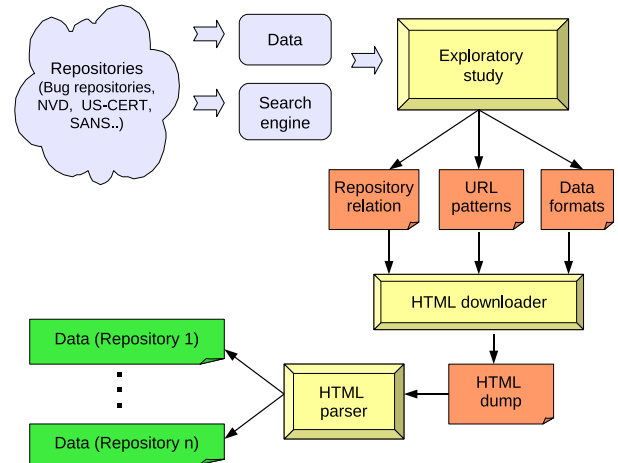 Repositories
(Bug repositories,
NVD, US-CERT,
SANS..)
Data
Search
engine
Exploratory
study
Repository
relation
URL
patterns
Data
formats
HTML downloader
HTML
dump
HTML
parser
Data (Repository 1)
Data (Repository n)